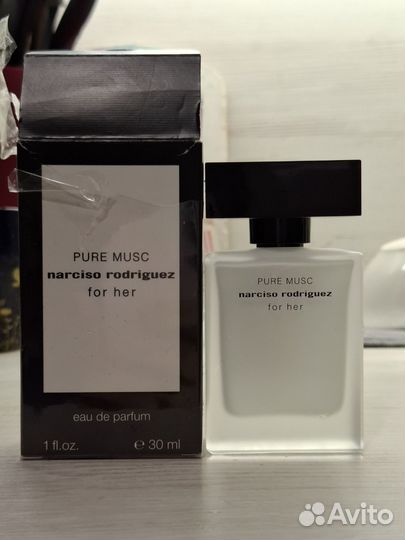 PURE MUSC
narciso rodriguez
for her
eau de parfum
1 fl.oz. e 30 ml
PURE MUSC
narciso rodriguez
for her
Avito